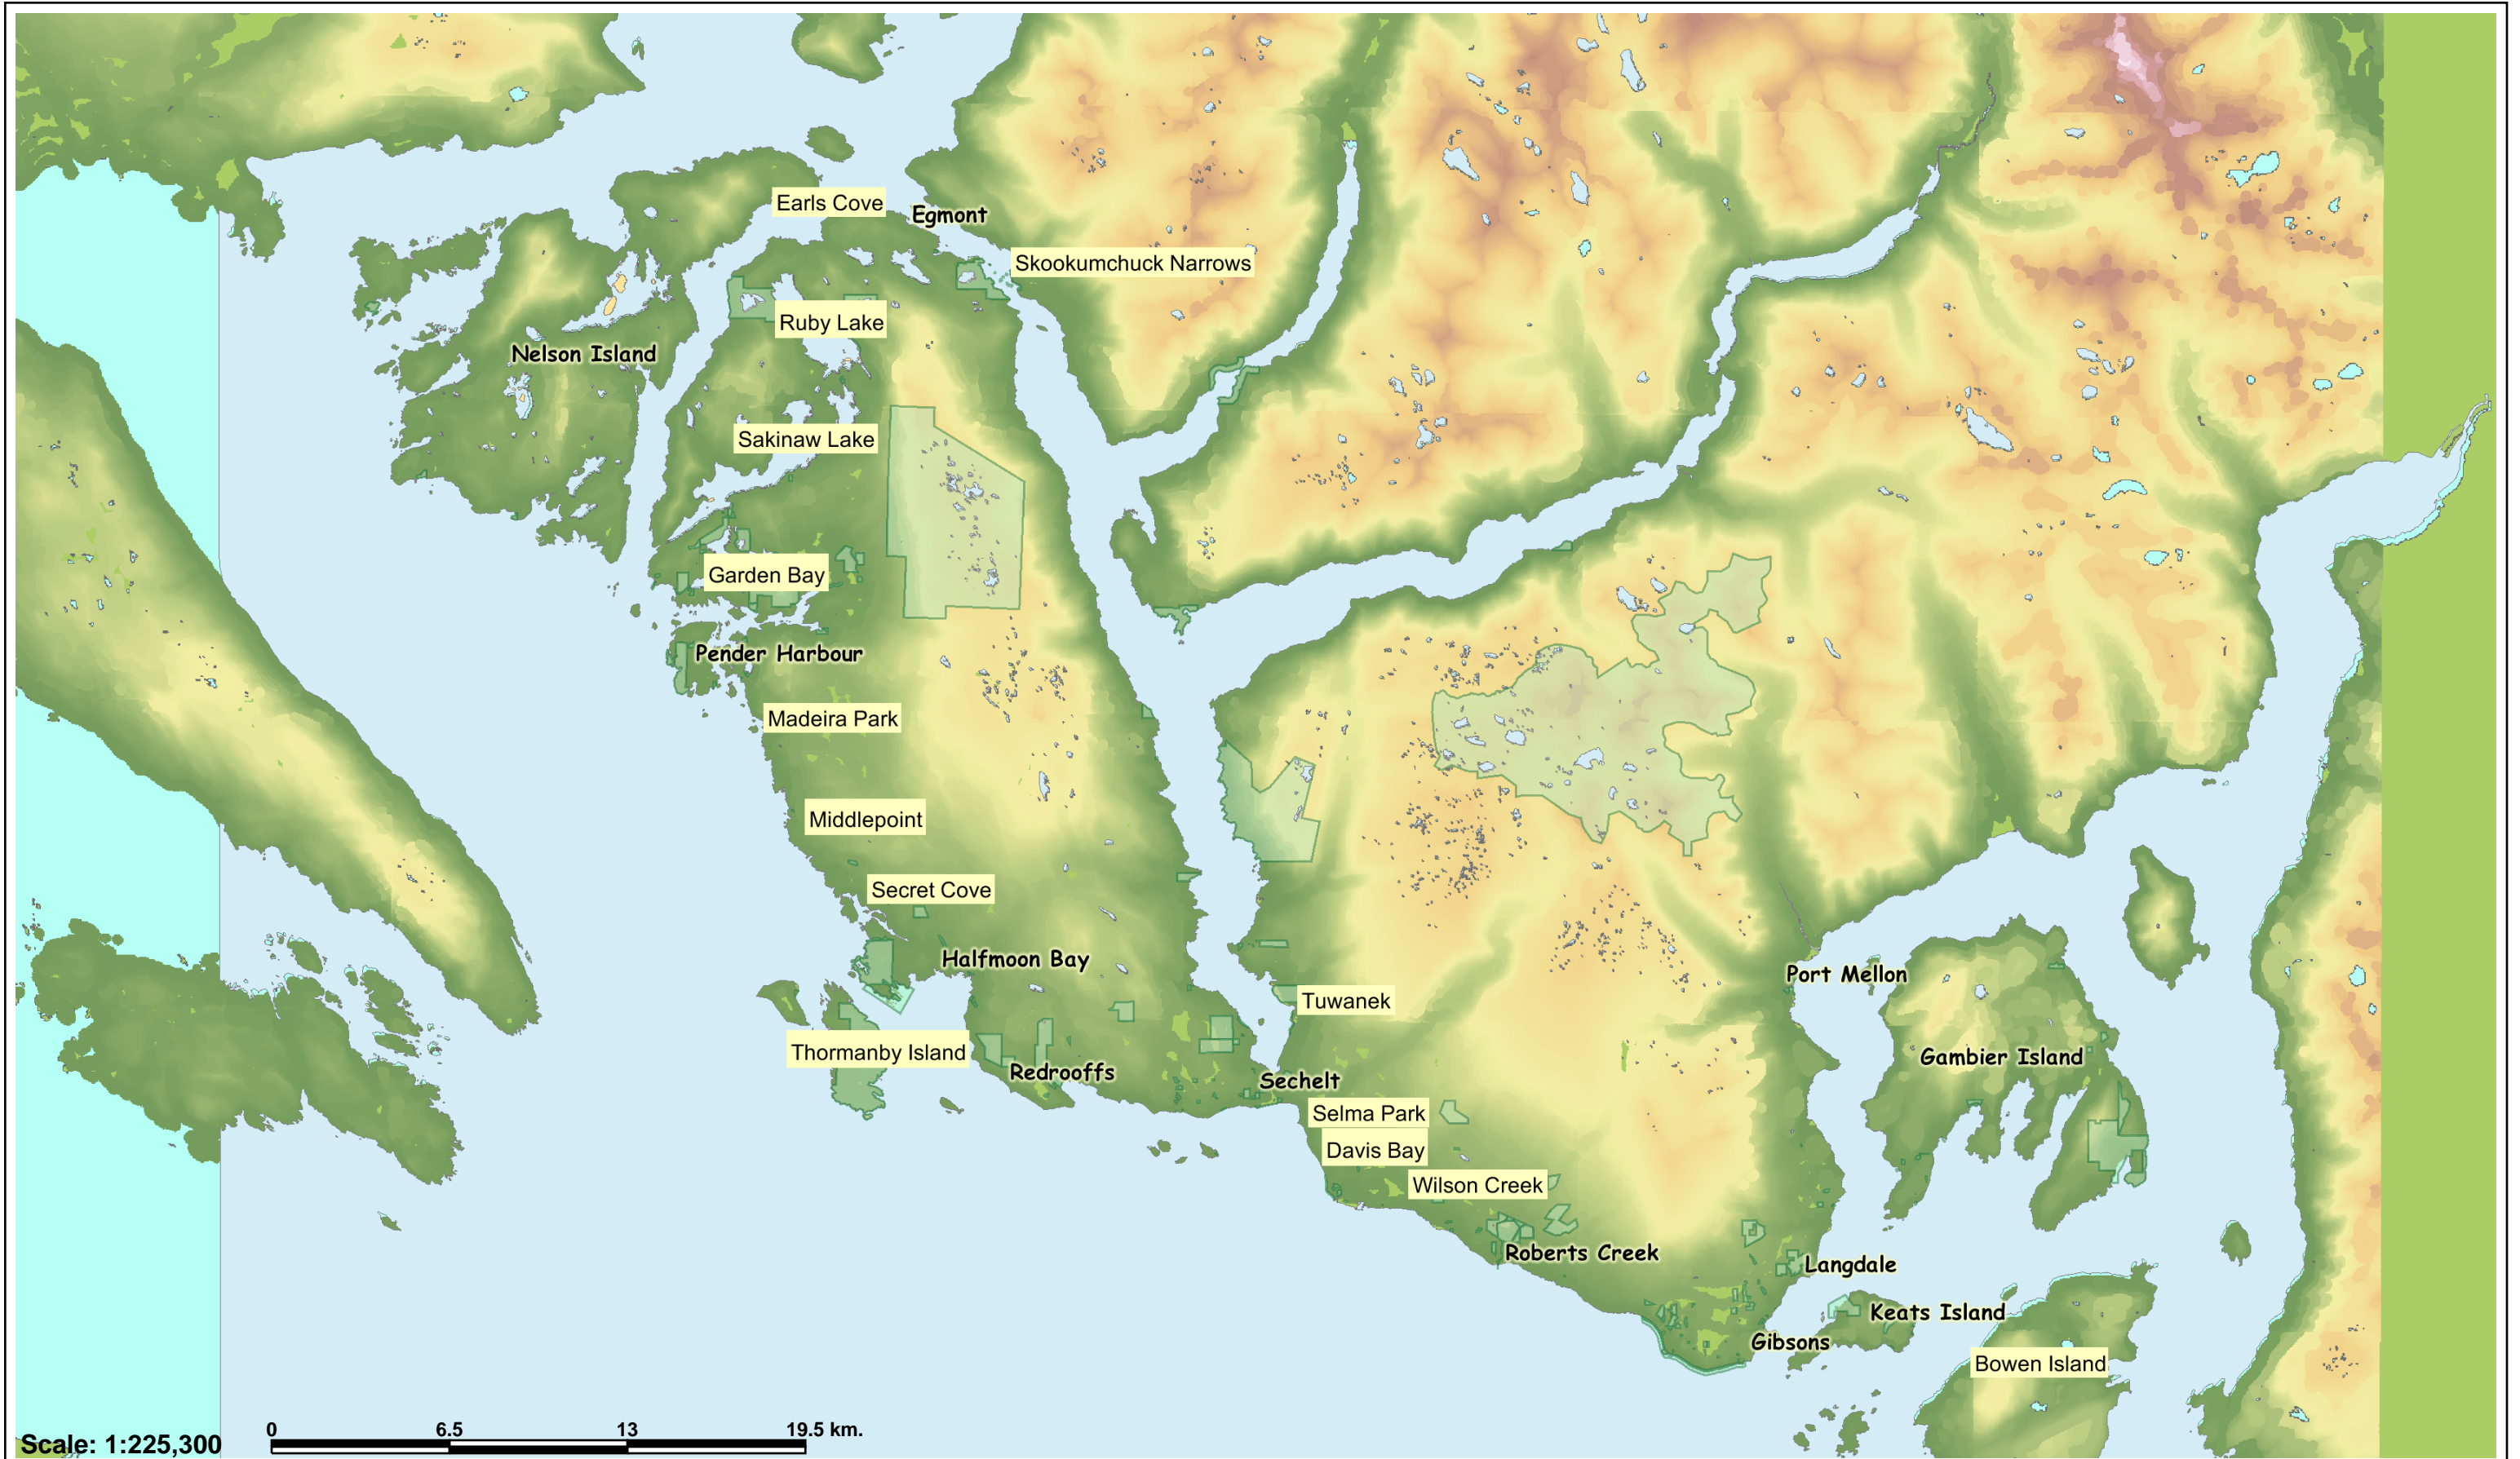 Earls Cove
Egmont
Skookumchuck Narrows
Ruby Lake
Nelson Island
Sakinaw Lake
Garden Bay
Pender Harbour
Madeira Park
Middlepoint
Secret Cove
Halfmoon Bay
Port Mellon
Tuwanek
Thormanby Island
Gambier Island
Redrooffs
Sechelt
Selma Park
Davis Bay
Wilson Creek
Roberts Creek
Langdale
Keats Island
Gibsons
Bowen Island
0 6.5 13 19.5 km.
Scale: 1:225,300